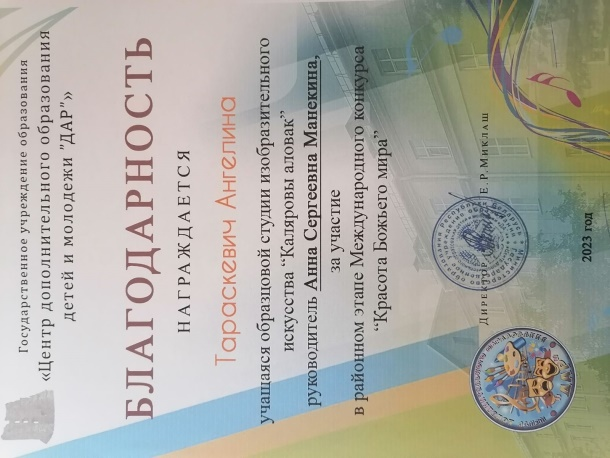 Государственное учреждение образования
«Центр дополнительного образования
детей и молодежи "ДАР"»
БЛАГОДАРНОСТЬ
НАГРАЖДАЕТСЯ
Тараскевич Ангелина
учащаяся образцовой студии изобразительного
искусства “Каляровы аловак”
руководитель Анна Сергеевна Манекина,
за участие
в районном этапе Международного конкурса
“Красота Божьего мира”
Директор Е.Р.Миклаш
2023 год